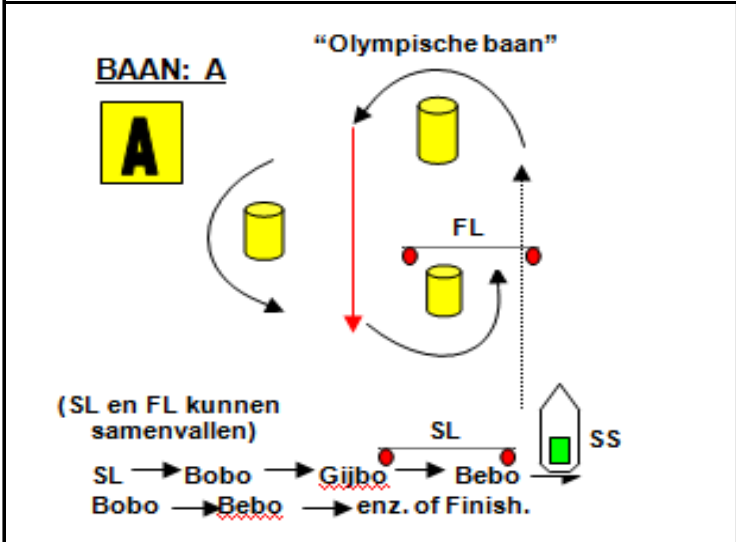 “Olympische baan”
BAAN: A
A
FL
(SL en FL kunnen
samenvallen)
SL
SS
SL Bobo Gijbo Bebo
Bobo Bebo enz. of Finish.